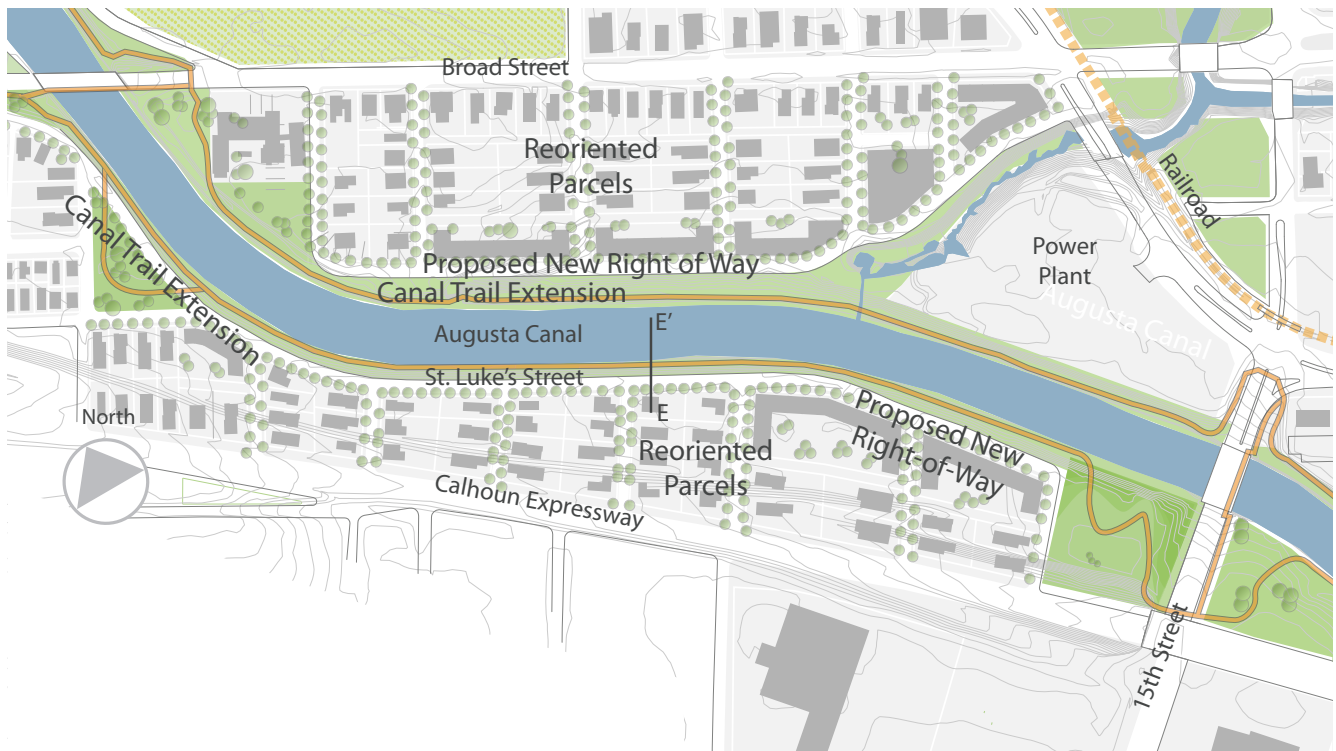 Broad Street
Reoriented
Parcels
Railroad
Power
Plant
Canal Trail Extension
Proposed New Right of Way
Canal Trail Extension
Augusta Canal
Augusta Canal
E'
St. Luke's Street
E
North
Proposed New
Right-of-Way
Reoriented
Parcels
Calhoun Expressway
15th Street